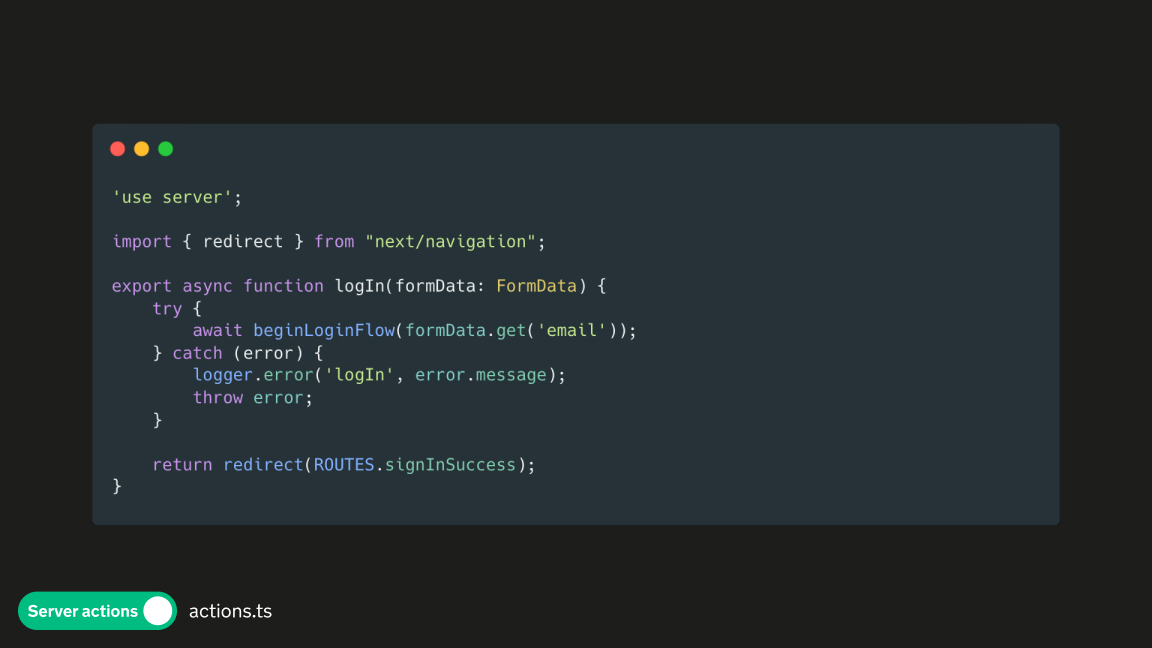 'use server';
import { redirect } from "next/navigation";
export async function logIn(formData: FormData) {
try {
await beginLoginFlow(formData.get('email'));
} catch (error) {
logger.error('logIn', error.message);
throw error;
}
return redirect(ROUTES.signInSuccess);
}
Server actions
actions.ts